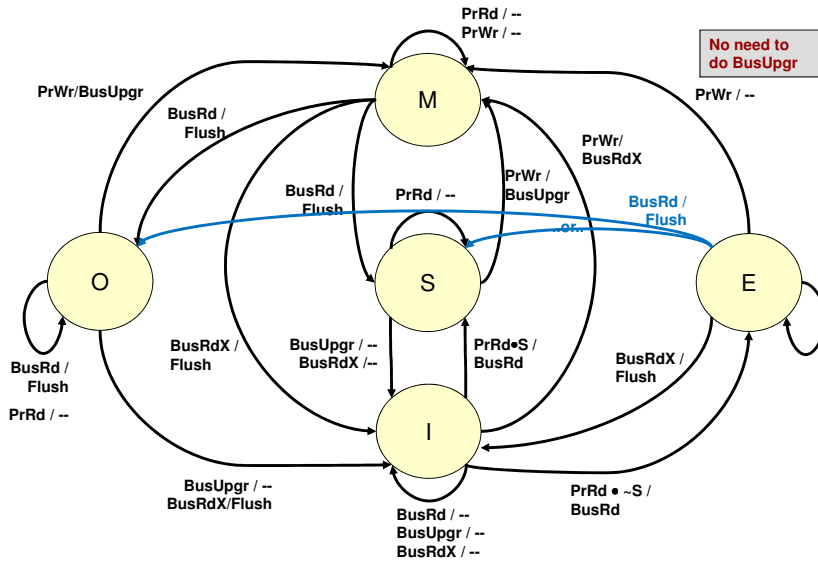 PrRd / --
PrWr / --
No need to
do BusUpgr
PrWr/BusUpgr
BusRd /
Flush
M
PrWr / --
PrWr/
BusRdX
BusRd /
Flush
PrRd / --
PrWr /
BusUpgr
BusRd /
Flush
..or..
O
S
E
BusRd /
Flush
PrRd / --
BusRdX /
Flush
BusUpgr / --
BusRdX /--
PrRd●S /
BusRd
BusRdX /
Flush
I
BusUpgr / --
BusRdX/Flush
BusRd / --
BusUpgr / --
BusRdX / --
PrRd ● ~S /
BusRd